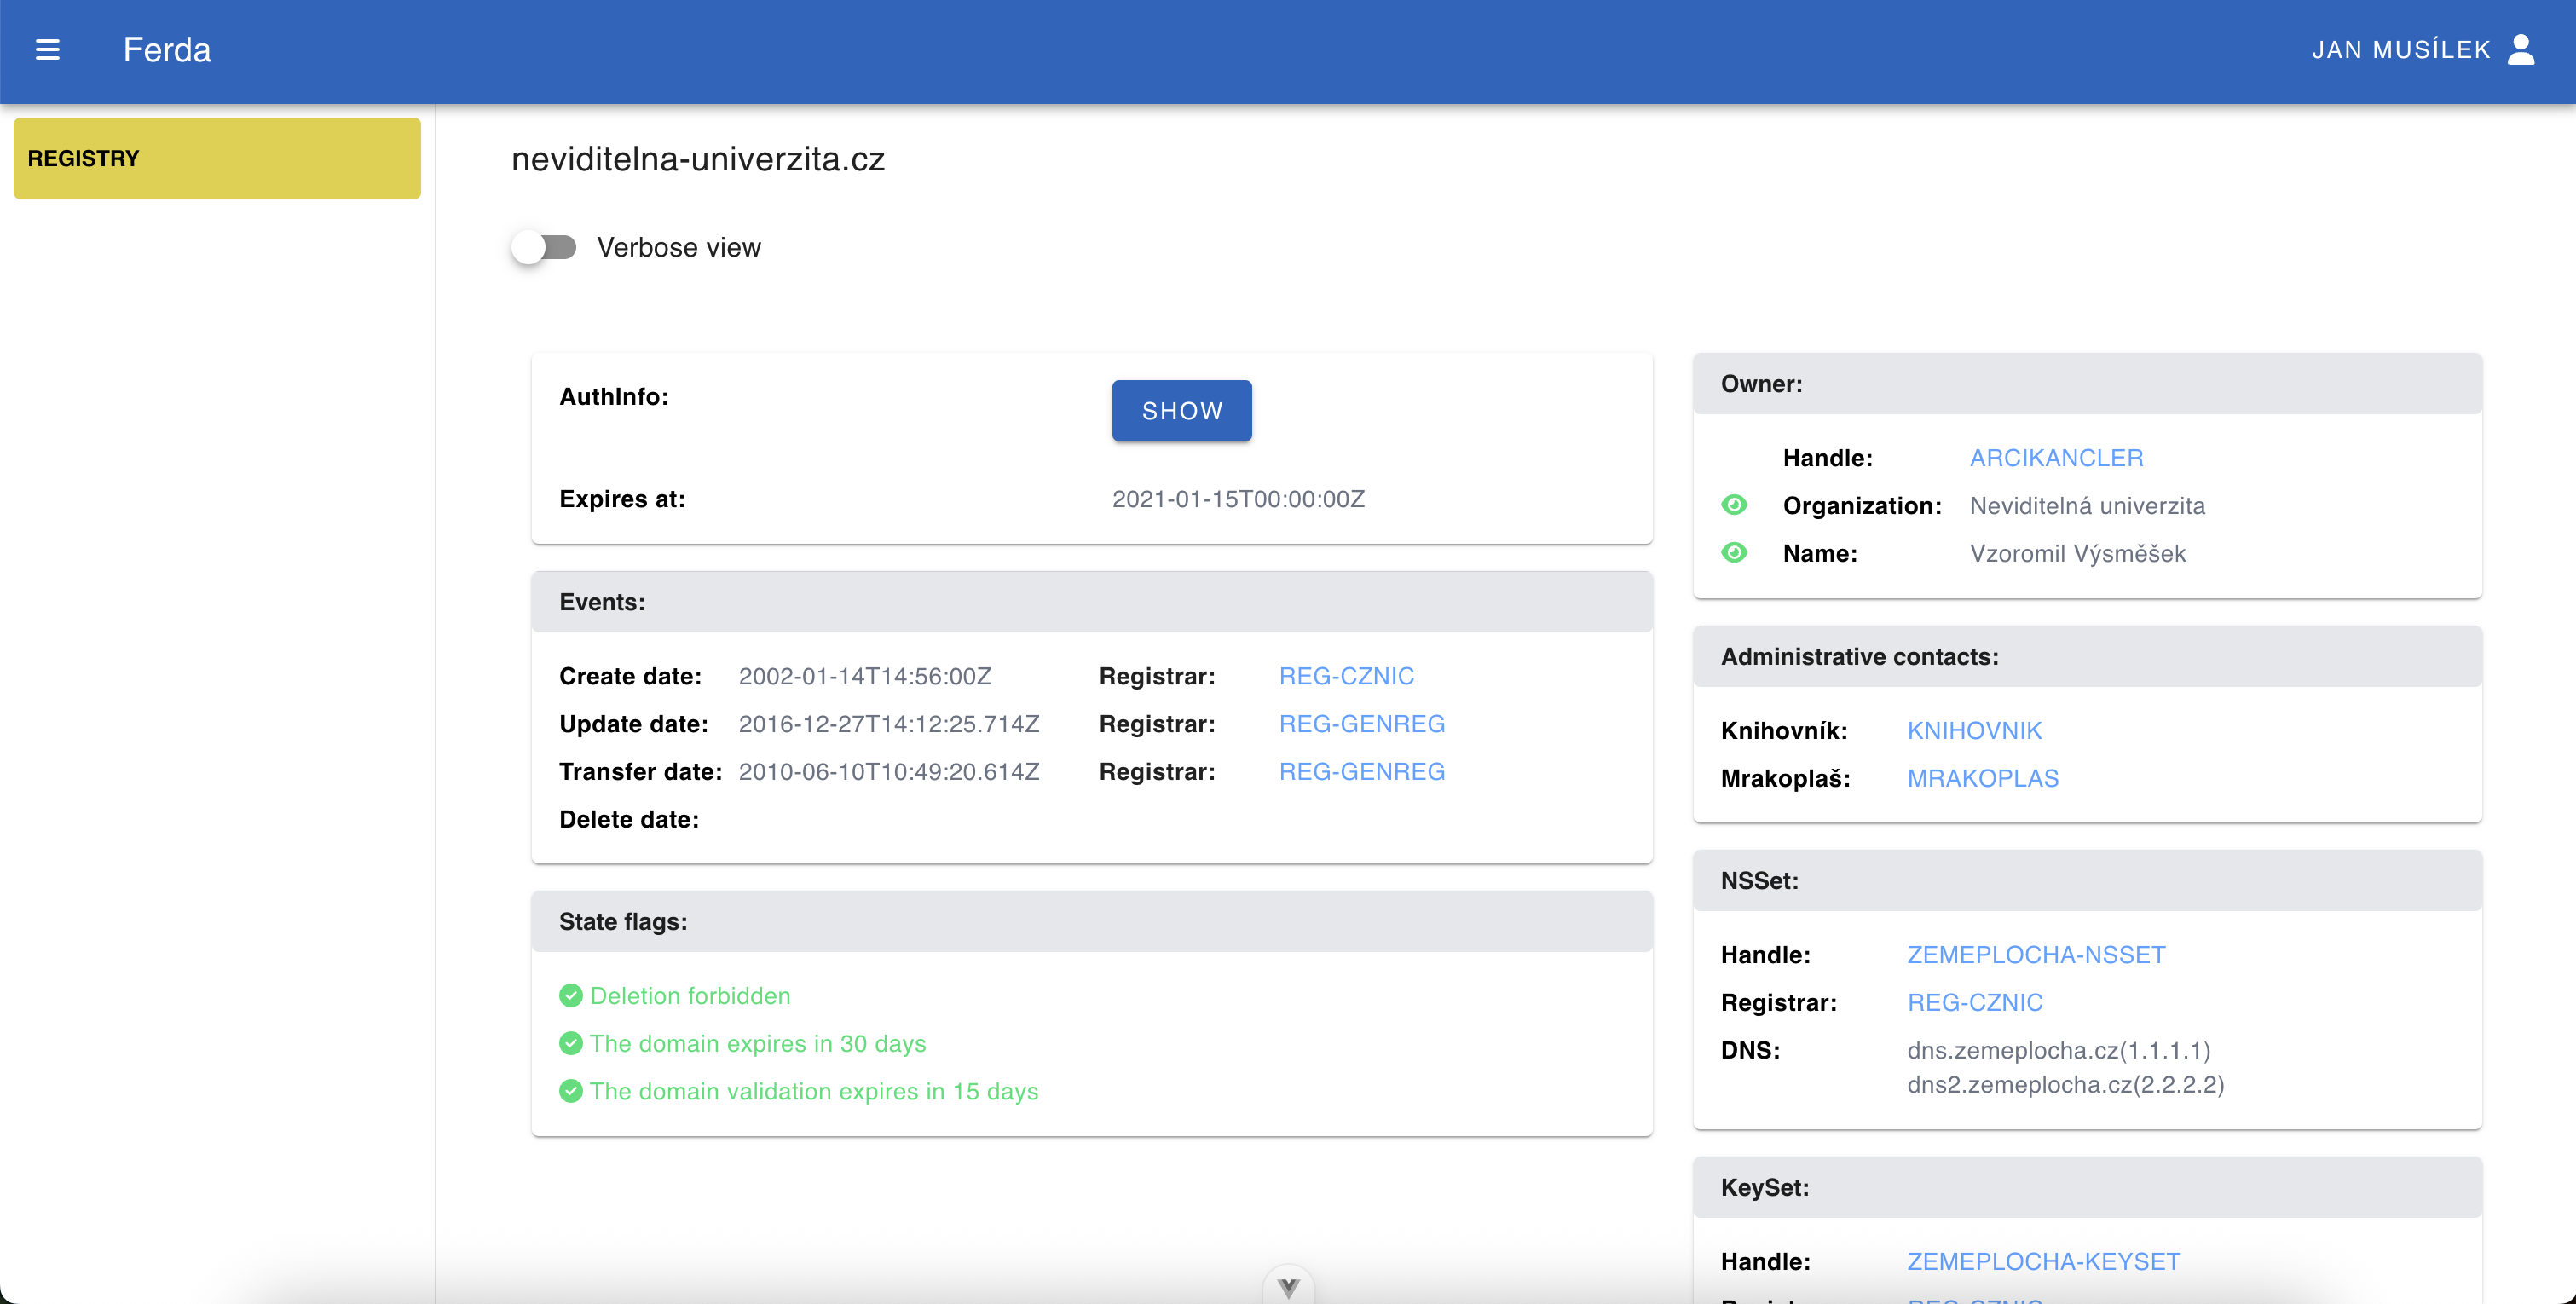 Ferda
JAN MUSÍLEK
REGISTRY
neviditelna-univerzita.cz
Verbose view
AuthInfo:
SHOW
Expires at: 2021-01-15T00:00:00Z
Events:
Create date: 2002-01-14T14:56:00Z Registrar: REG-CZNIC
Update date: 2016-12-27T14:12:25.714Z Registrar: REG-GENREG
Transfer date: 2010-06-10T10:49:20.614Z Registrar: REG-GENREG
Delete date:
State flags:
Deletion forbidden
The domain expires in 30 days
The domain validation expires in 15 days
Owner:
Handle: ARCIKANCLER
Organization: Neviditelná univerzita
Name: Vzoromil Výsměšek
Administrative contacts:
Knihovník: KNIHOVNIK
Mrakoplaš: MRAKOPLAS
NSSet:
Handle: ZEMEPLOCHA-NSSET
Registrar: REG-CZNIC
DNS: dns.zemeplocha.cz(1.1.1.1)
dns2.zemeplocha.cz(2.2.2.2)
KeySet:
Handle: ZEMEPLOCHA-KEYSET